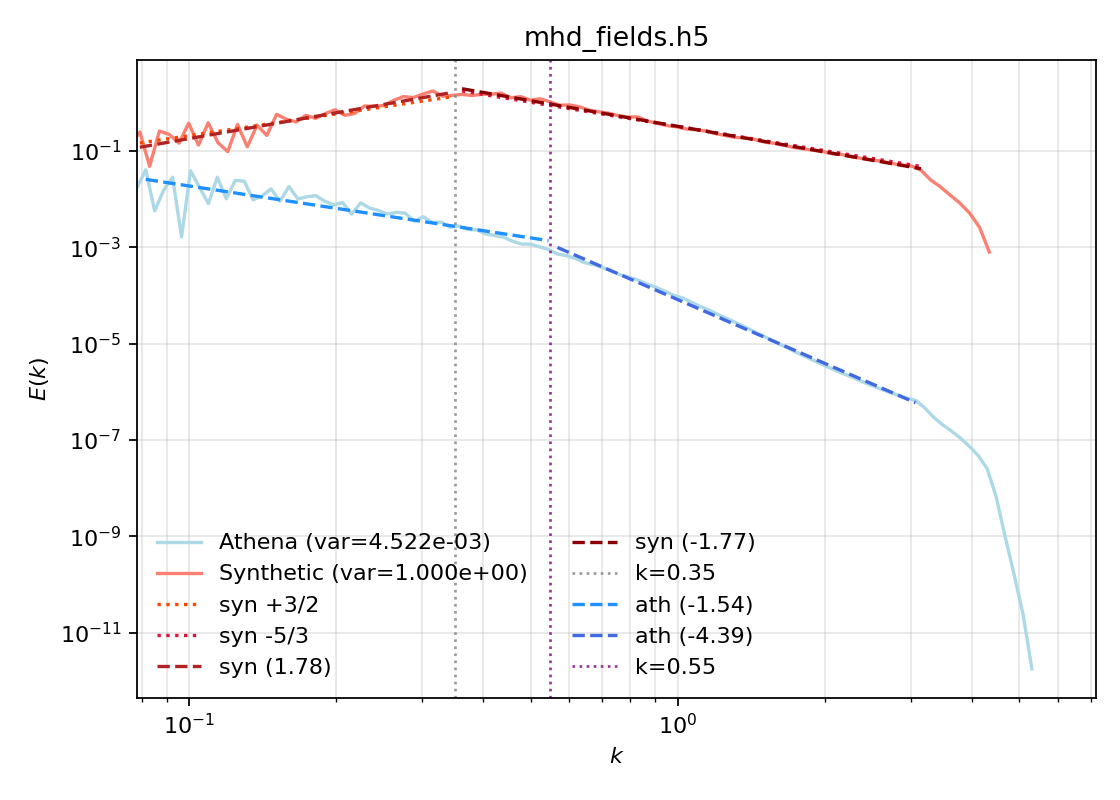 mhd_fields.h5
E(k)
10⁻¹
10⁻³
10⁻⁵
10⁻⁷
10⁻⁹
10⁻¹¹
Athena (var=4.522e-03)
Synthetic (var=1.000e+00)
syn +3/2
syn -5/3
syn (1.78)
syn (-1.77)
k=0.35
ath (-1.54)
ath (-4.39)
k=0.55
10⁻¹
10⁰
k